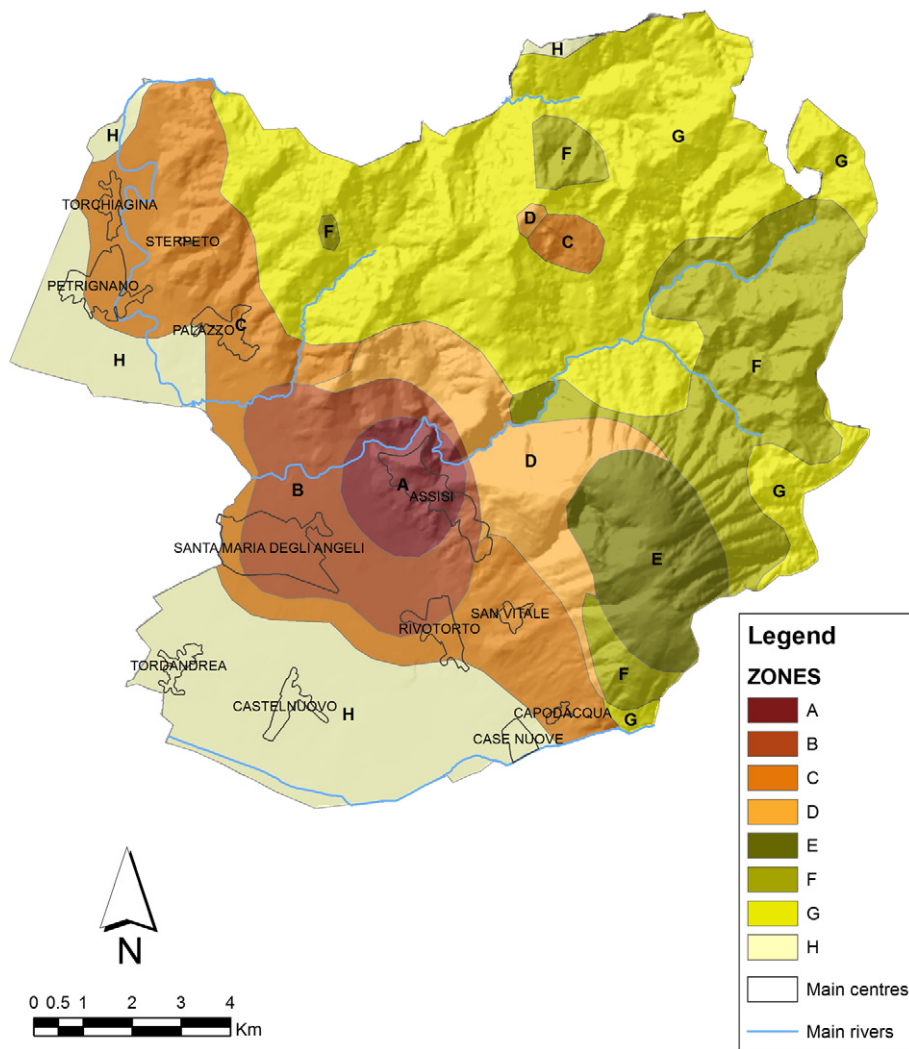 H
G
H
F
G
TORCHIAGINA
D
STERPETO
F
C
PETRIGNANO
PALAZZO
C
H
F
D
G
B
A
ASSISI
SANTA MARIA DEGLI ANGELI
E
SAN VITALE
RIVOTORTO
TORDANDREA
F
CASTELNUOVO
H
CAPODACQUA
G
CASE NUOVE
Legend
ZONES
A
B
C
D
E
F
G
H
Main centres
Main rivers
N
0 0.5 1 2 3 4
Km